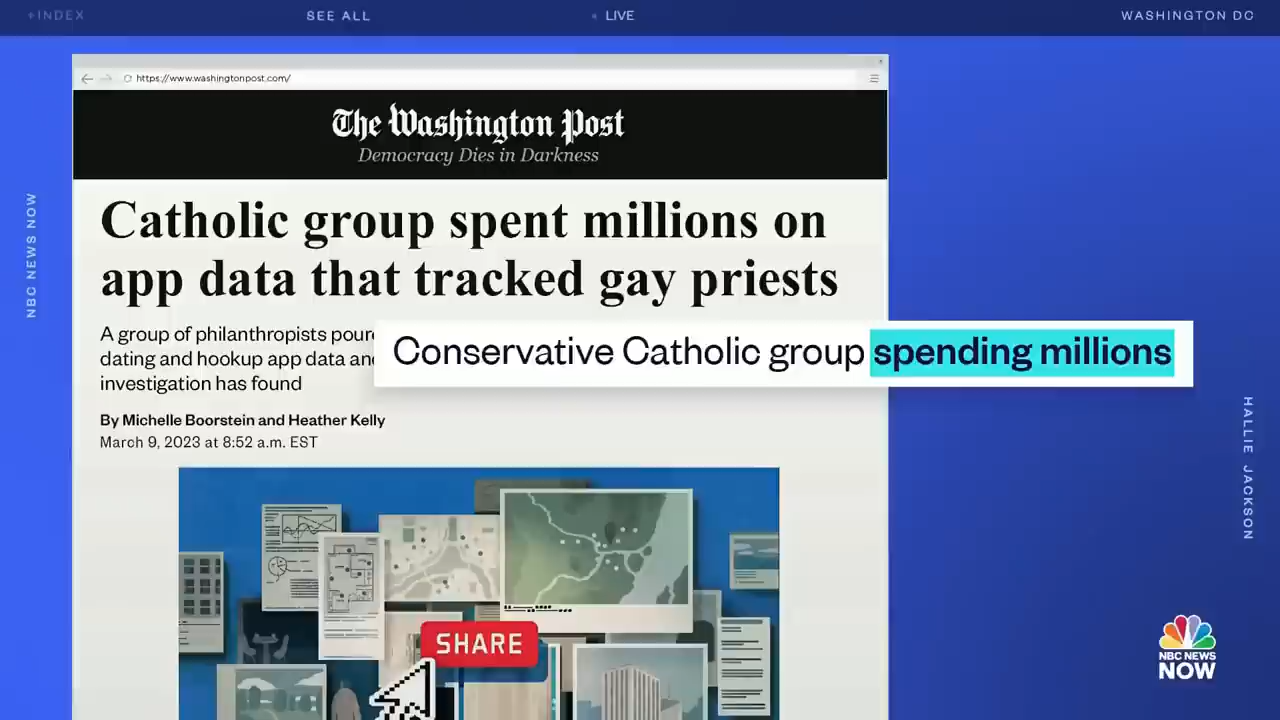 INDEX
SEE ALL
LIVE
WASHINGTON DC
https://www.washingtonpost.com/
The Washington Post
Democracy Dies in Darkness
Catholic group spent millions on
app data that tracked gay priests
A group of philanthropists pour
dating and hookup app data an
investigation has found
Conservative Catholic group spending millions
By Michelle Boorstein and Heather Kelly
March 9, 2023 at 8:52 a.m. EST
SHARE
NBC NEWS NOW
HALLIE JACKSON
NBC NEWS
NOW